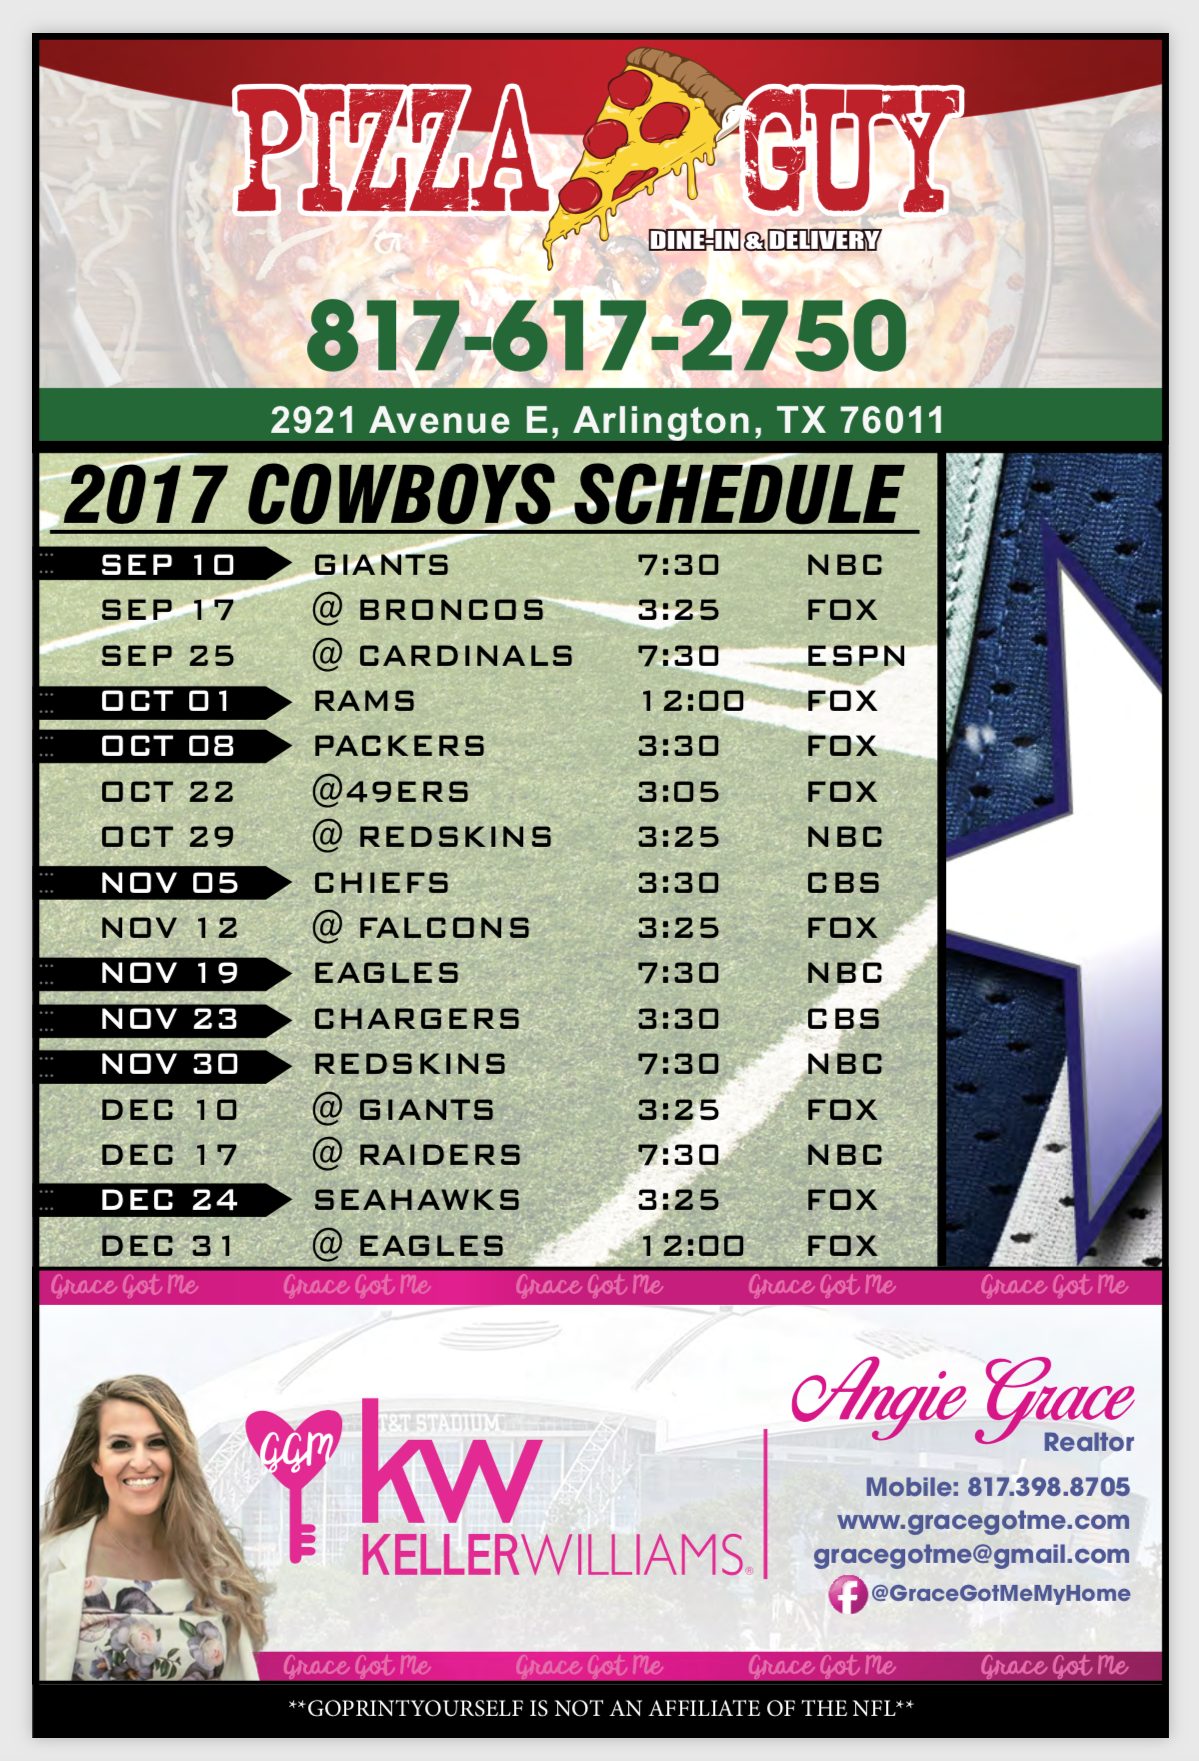 PIZZA GUY
DINE-IN & DELIVERY
817-617-2750
2921 Avenue E, Arlington, TX 76011
2017 COWBOYS SCHEDULE
SEP 10 GIANTS 7:30 NBC
SEP 17 @ BRONCOS 3:25 FOX
SEP 25 @ CARDINALS 7:30 ESPN
OCT 01 RAMS 12:00 FOX
OCT 08 PACKERS 3:30 FOX
OCT 22 @49ERS 3:05 FOX
OCT 29 @ REDSKINS 3:25 NBC
NOV 05 CHIEFS 3:30 CBS
NOV 12 @ FALCONS 3:25 FOX
NOV 19 EAGLES 7:30 NBC
NOV 23 CHARGERS 3:30 CBS
NOV 30 REDSKINS 7:30 NBC
DEC 10 @ GIANTS 3:25 FOX
DEC 17 @ RAIDERS 7:30 NBC
DEC 24 SEAHAWKS 3:25 FOX
DEC 31 @ EAGLES 12:00 FOX
Grace Got Me Grace Got Me Grace Got Me Grace Got Me Grace Got Me
AT&T STADIUM
GGM
kw
KELLERWILLIAMS®
Angie Grace
Realtor
Mobile: 817.398.8705
www.gracegotme.com
gracegotme@gmail.com
f @GraceGotMeMyHome
Grace Got Me Grace Got Me Grace Got Me Grace Got Me
**GOPRINTYOURSELF IS NOT AN AFFILIATE OF THE NFL**